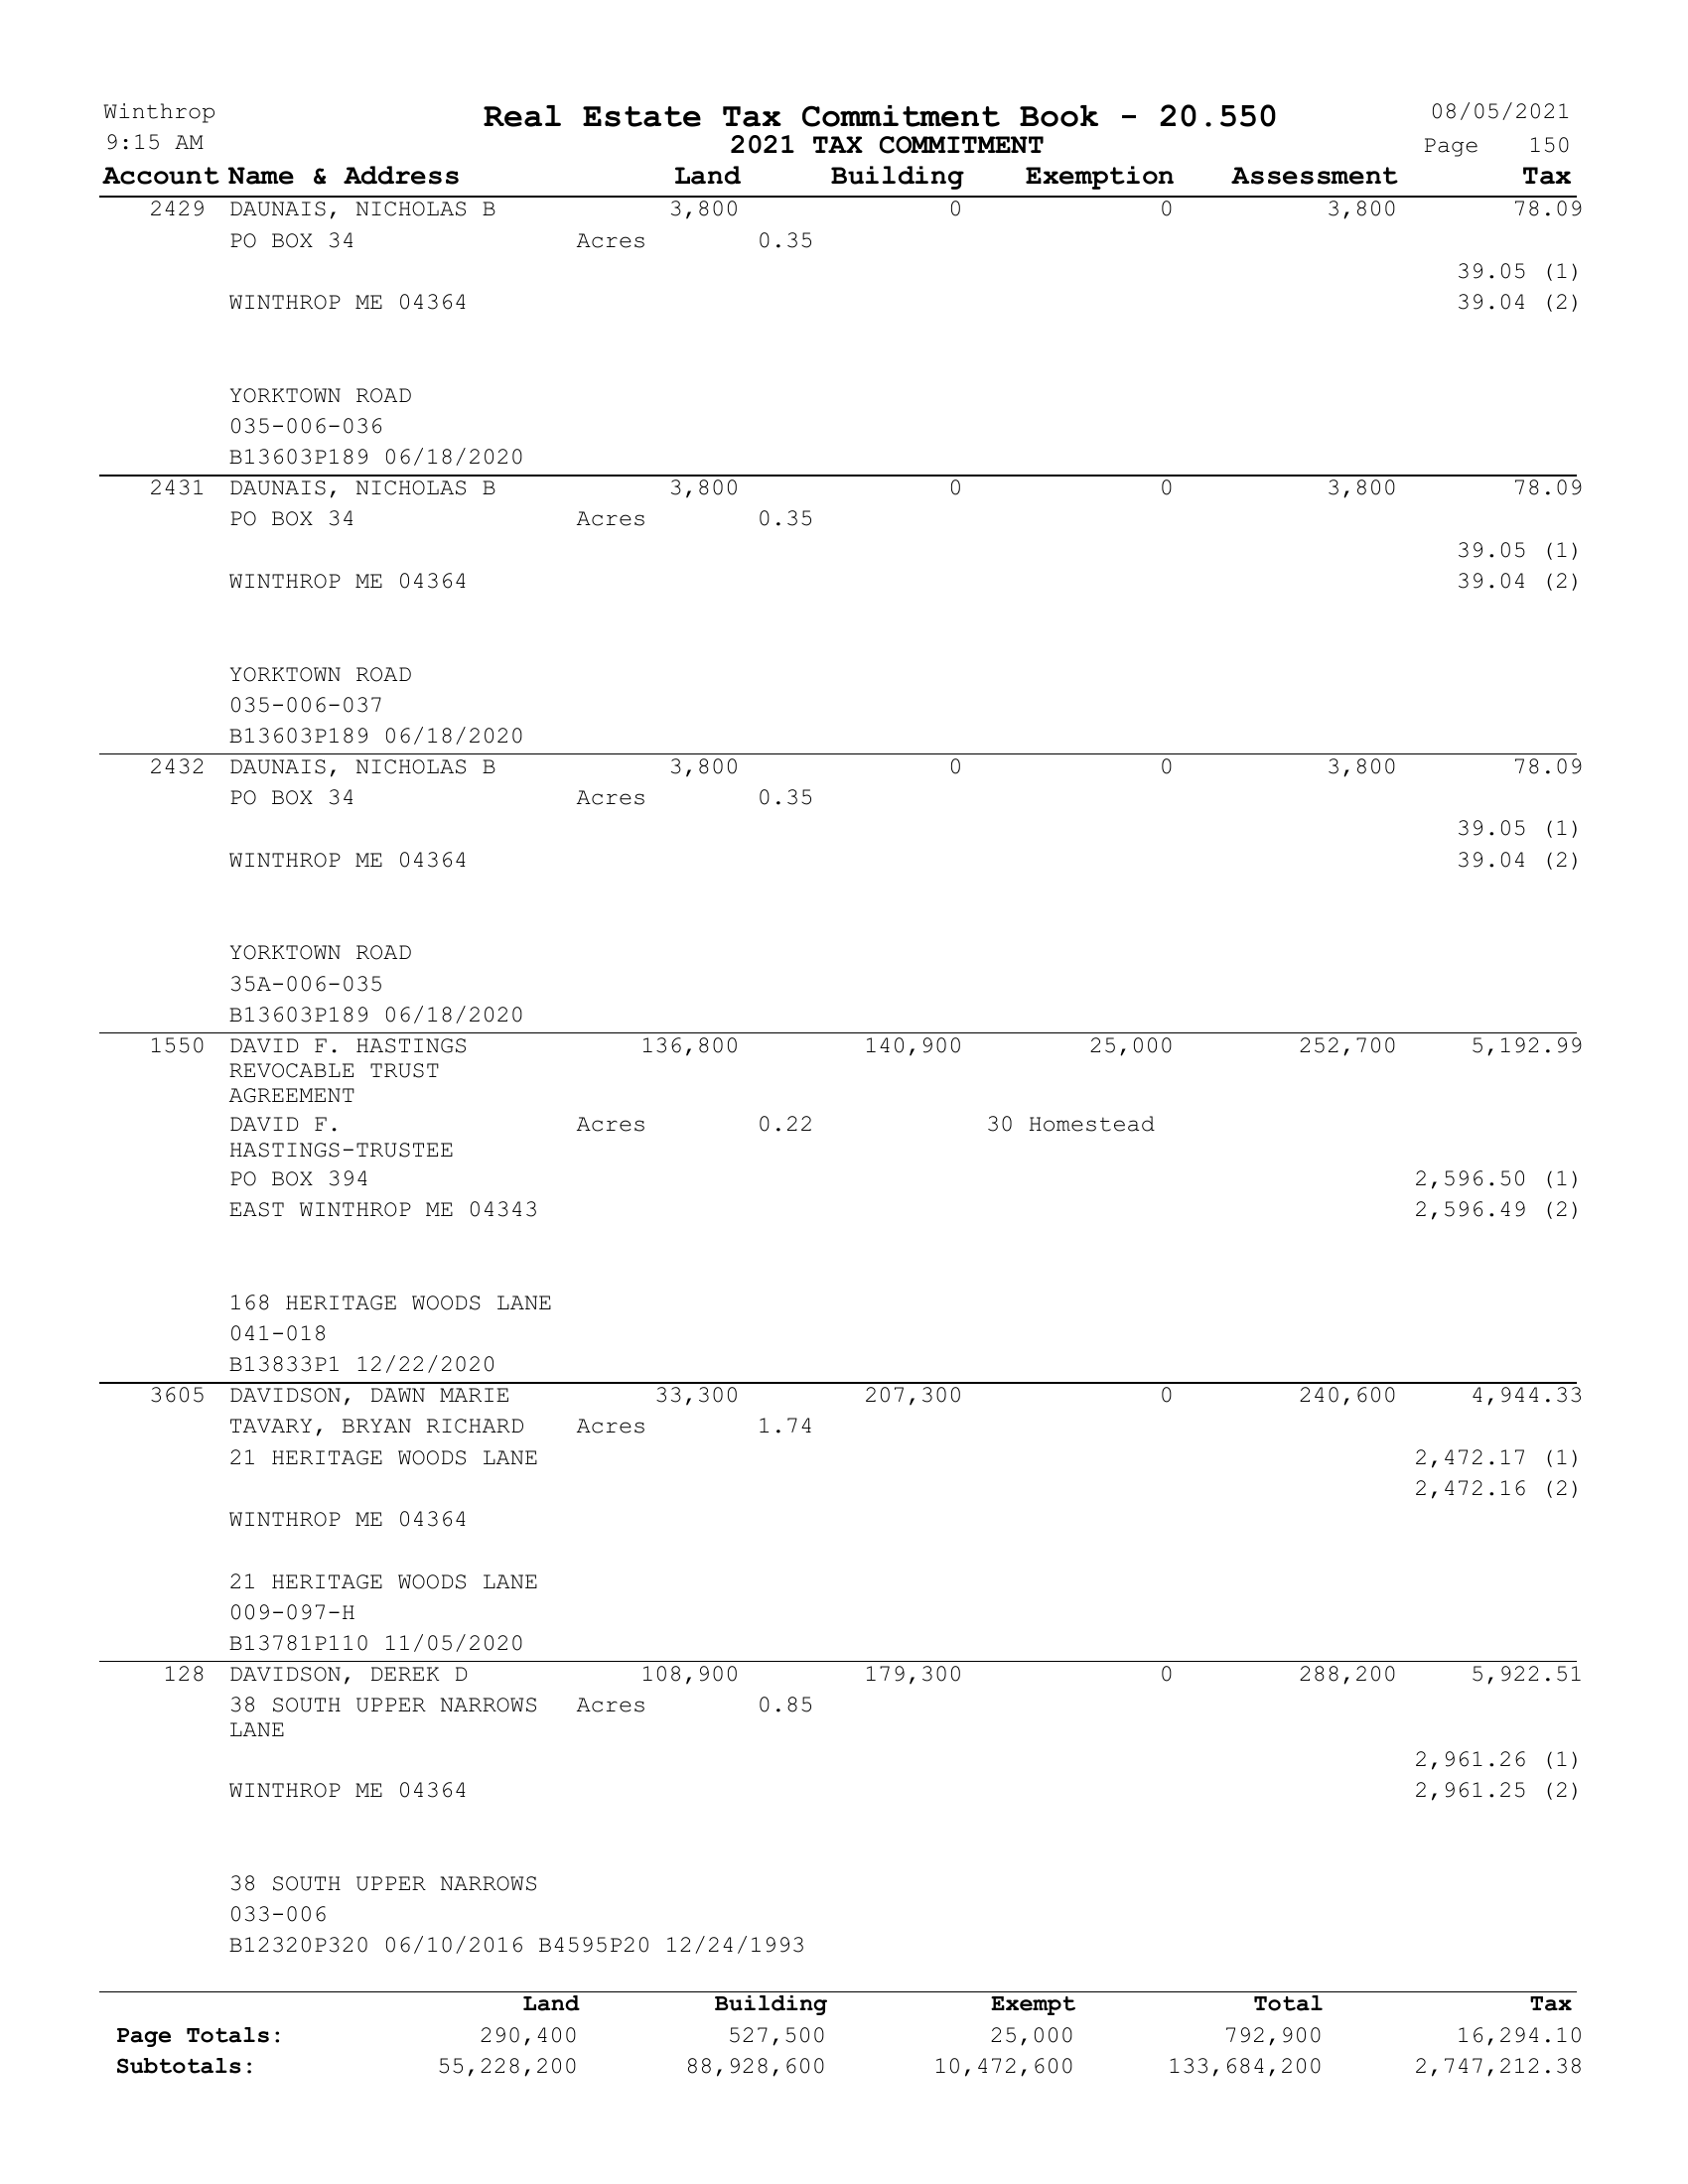 Winthrop Real Estate Tax Commitment Book - 20.550 08/05/2021
9:15 AM 2021 TAX COMMITMENT Page 150
Account Name & Address Land Building Exemption Assessment Tax
2429 DAUNAIS, NICHOLAS B 3,800 0 0 3,800 78.09
PO BOX 34 Acres 0.35
39.05 (1)
WINTHROP ME 04364 39.04 (2)
YORKTOWN ROAD
035-006-036
B13603P189 06/18/2020
2431 DAUNAIS, NICHOLAS B 3,800 0 0 3,800 78.09
PO BOX 34 Acres 0.35
39.05 (1)
WINTHROP ME 04364 39.04 (2)
YORKTOWN ROAD
035-006-037
B13603P189 06/18/2020
2432 DAUNAIS, NICHOLAS B 3,800 0 0 3,800 78.09
PO BOX 34 Acres 0.35
39.05 (1)
WINTHROP ME 04364 39.04 (2)
YORKTOWN ROAD
35A-006-035
B13603P189 06/18/2020
1550 DAVID F. HASTINGS 136,800 140,900 25,000 252,700 5,192.99
REVOCABLE TRUST
AGREEMENT
DAVID F. Acres 0.22 30 Homestead
HASTINGS-TRUSTEE
PO BOX 394 2,596.50 (1)
EAST WINTHROP ME 04343 2,596.49 (2)
168 HERITAGE WOODS LANE
041-018
B13833P1 12/22/2020
3605 DAVIDSON, DAWN MARIE 33,300 207,300 0 240,600 4,944.33
TAVARY, BRYAN RICHARD Acres 1.74
21 HERITAGE WOODS LANE 2,472.17 (1)
2,472.16 (2)
WINTHROP ME 04364
21 HERITAGE WOODS LANE
009-097-H
B13781P110 11/05/2020
128 DAVIDSON, DEREK D 108,900 179,300 0 288,200 5,922.51
38 SOUTH UPPER NARROWS Acres 0.85
LANE
2,961.26 (1)
WINTHROP ME 04364 2,961.25 (2)
38 SOUTH UPPER NARROWS
033-006
B12320P320 06/10/2016 B4595P20 12/24/1993
Land Building Exempt Total Tax
Page Totals: 290,400 527,500 25,000 792,900 16,294.10
Subtotals: 55,228,200 88,928,600 10,472,600 133,684,200 2,747,212.38